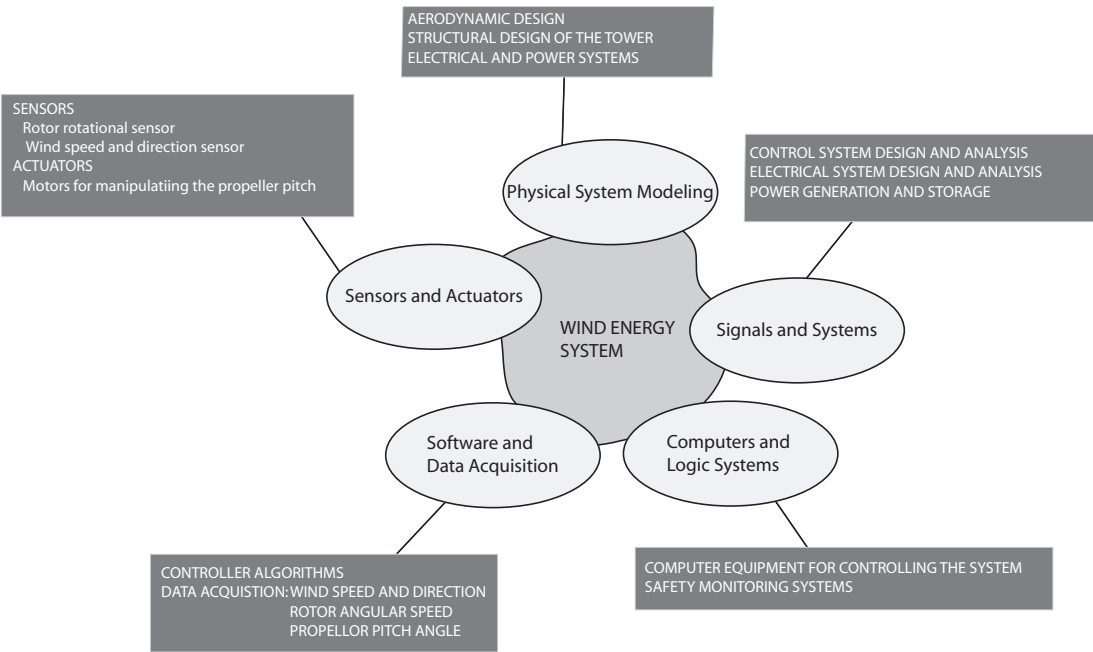 AERODYNAMIC DESIGN
STRUCTURAL DESIGN OF THE TOWER
ELECTRICAL AND POWER SYSTEMS
SENSORS
Rotor rotational sensor
Wind speed and direction sensor
ACTUATORS
Motors for manipulatiing the propeller pitch
CONTROL SYSTEM DESIGN AND ANALYSIS
ELECTRICAL SYSTEM DESIGN AND ANALYSIS
POWER GENERATION AND STORAGE
Physical System Modeling
Sensors and Actuators
WIND ENERGY
SYSTEM
Signals and Systems
Software and
Data Acquisition
Computers and
Logic Systems
CONTROLLER ALGORITHMS
DATA ACQUISTION: WIND SPEED AND DIRECTION
ROTOR ANGULAR SPEED
PROPELLOR PITCH ANGLE
COMPUTER EQUIPMENT FOR CONTROLLING THE SYSTEM
SAFETY MONITORING SYSTEMS